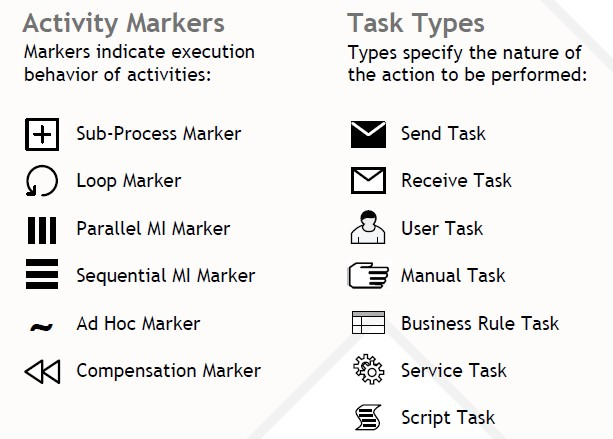 Activity Markers
Markers indicate execution
behavior of activities:
Sub-Process Marker
Loop Marker
Parallel MI Marker
Sequential MI Marker
Ad Hoc Marker
Compensation Marker
Task Types
Types specify the nature of
the action to be performed:
Send Task
Receive Task
User Task
Manual Task
Business Rule Task
Service Task
Script Task